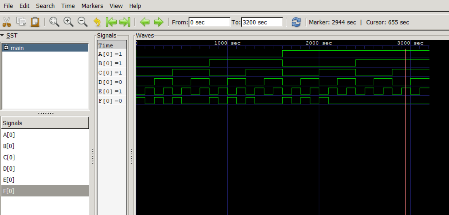 File Edit Search Time Markers View Help
From: 0 sec To: 3200 sec Marker: 2944 sec | Cursor: 655 sec
SST
main
Signals
A[0]
B[0]
C[0]
D[0]
E[0]
F[0]
Signals
Time
A[0] =1
B[0] =1
C[0] =1
D[0] =0
E[0] =1
F[0] =0
Waves
0 1000 sec 2000 sec 3000 sec